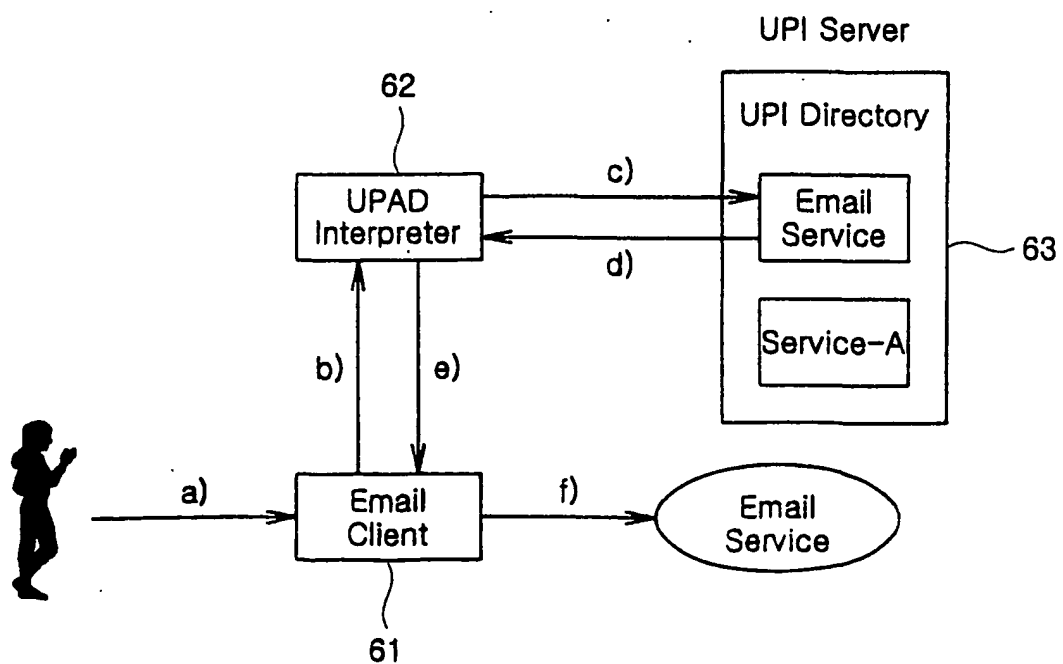 UPI Server
62
UPI Directory
UPAD
Interpreter
c)
Email
Service
d)
63
Service-A
b)
e)
a)
Email
Client
f)
Email
Service
61